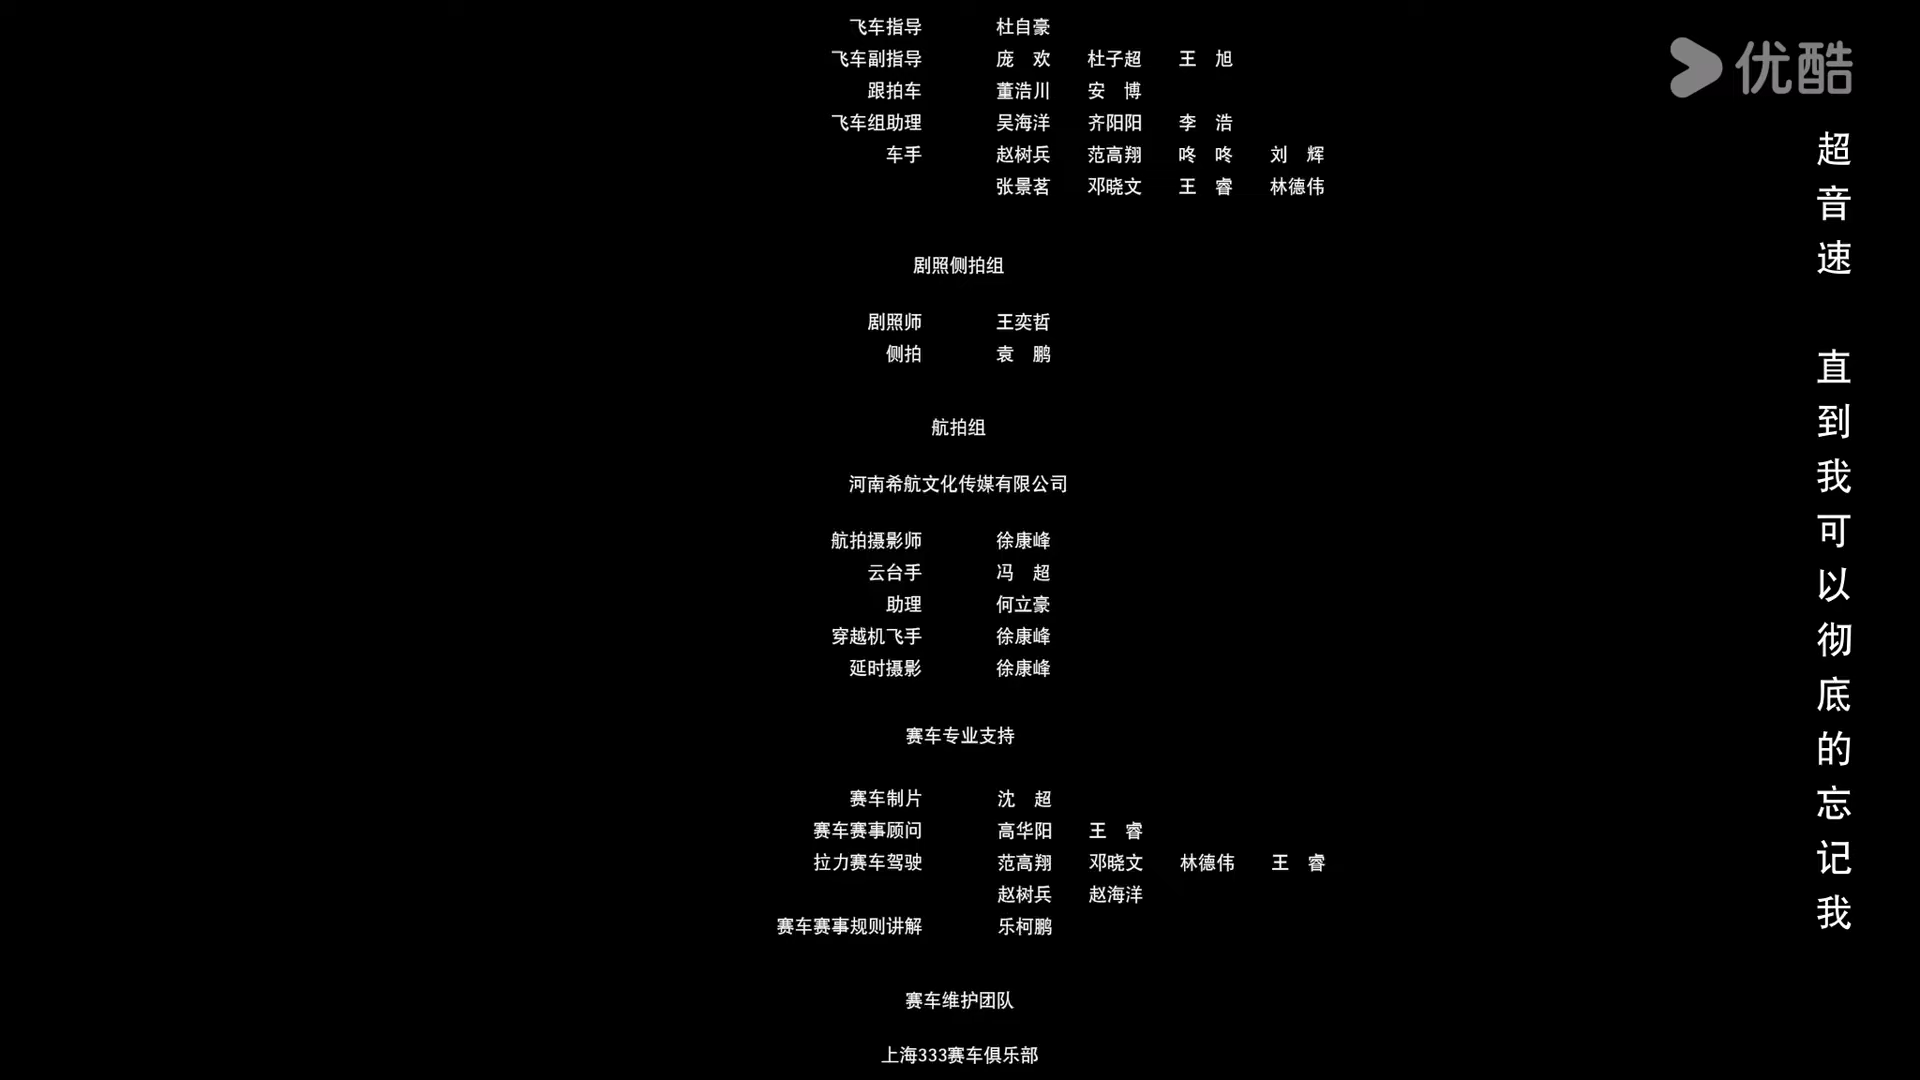 飞车指导 杜自豪
飞车副指导 庞 欢 杜子超 王 旭
跟拍车 董浩川 安 博
飞车组助理 吴海洋 齐阳阳 李 浩
车手 赵树兵 范高翔 咚 咚 刘 辉
张景茗 邓晓文 王 睿 林德伟
剧照侧拍组
剧照师 王奕哲
侧拍 袁 鹏
航拍组
河南希航文化传媒有限公司
航拍摄影师 徐康峰
云台手 冯 超
助理 何立豪
穿越机飞手 徐康峰
延时摄影 徐康峰
赛车专业支持
赛车制片 沈 超
赛车赛事顾问 高华阳 王 睿
拉力赛车驾驶 范高翔 邓晓文 林德伟 王 睿
赵树兵 赵海洋
赛车赛事规则讲解 乐柯鹏
赛车维护团队
上海333赛车俱乐部
优酷
超音速 直到我可以彻底的忘记我